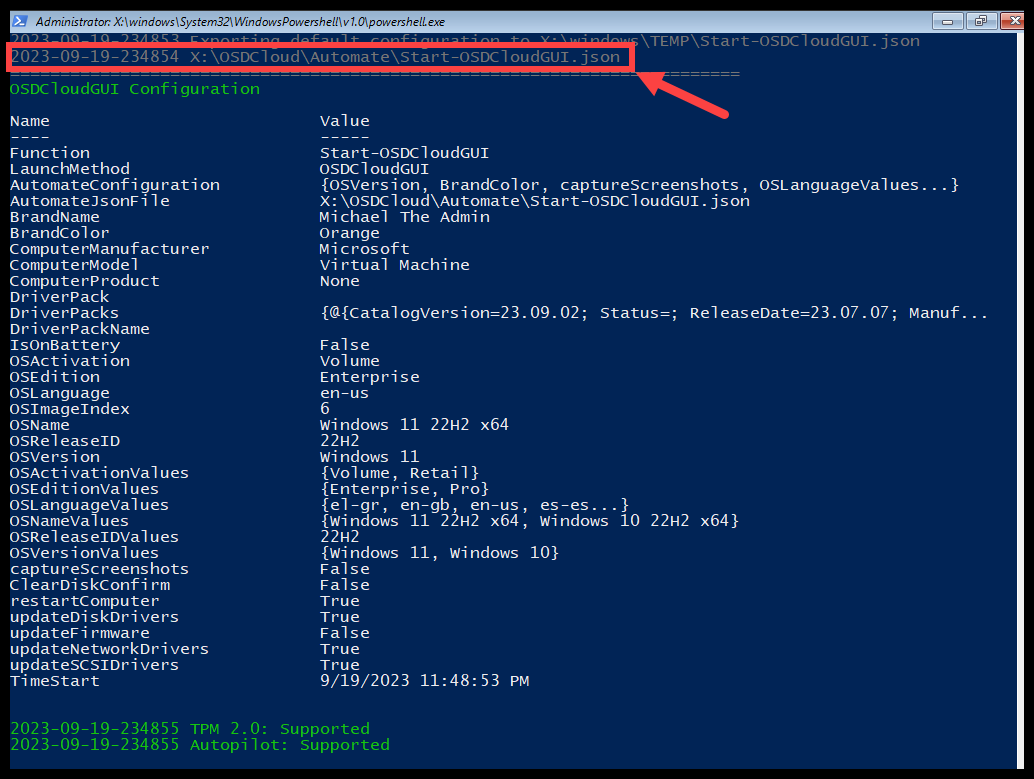 Administrator: X:\windows\System32\WindowsPowershell\v1.0\powershell.exe
2023-09-19-234853 Exporting default configuration to X:\windows\TEMP\Start-OSDCloudGUI.json
2023-09-19-234854 X:\OSDCloud\Automate\Start-OSDCloudGUI.json
=========================================================================
OSDCloudGUI Configuration
Name                           Value
----                           -----
Function                       Start-OSDCloudGUI
LaunchMethod                   OSDCloudGUI
AutomateConfiguration          {OSVersion, BrandColor, captureScreenshots, OSLanguageValues...}
AutomateJsonFile               X:\OSDCloud\Automate\Start-OSDCloudGUI.json
BrandName                      Michael The Admin
BrandColor                     Orange
ComputerManufacturer           Microsoft
ComputerModel                  Virtual Machine
ComputerProduct                None
DriverPack
DriverPacks                    {@{CatalogVersion=23.09.02; Status=; ReleaseDate=23.07.07; Manuf...
DriverPackName
IsOnBattery                    False
OSActivation                   Volume
OSEdition                      Enterprise
OSLanguage                     en-us
OSImageIndex                   6
OSName                         Windows 11 22H2 x64
OSReleaseID                    22H2
OSVersion                      Windows 11
OSActivationValues             {Volume, Retail}
OSEditionValues                {Enterprise, Pro}
OSLanguageValues               {el-gr, en-gb, en-us, es-es...}
OSNameValues                   {Windows 11 22H2 x64, Windows 10 22H2 x64}
OSReleaseIDValues              22H2
OSVersionValues                {Windows 11, Windows 10}
captureScreenshots             False
ClearDiskConfirm               False
restartComputer                True
updateDiskDrivers              True
updateFirmware                 False
updateNetworkDrivers           True
updateSCSIDrivers              True
TimeStart                      9/19/2023 11:48:53 PM
2023-09-19-234855 TPM 2.0: Supported
2023-09-19-234855 Autopilot: Supported